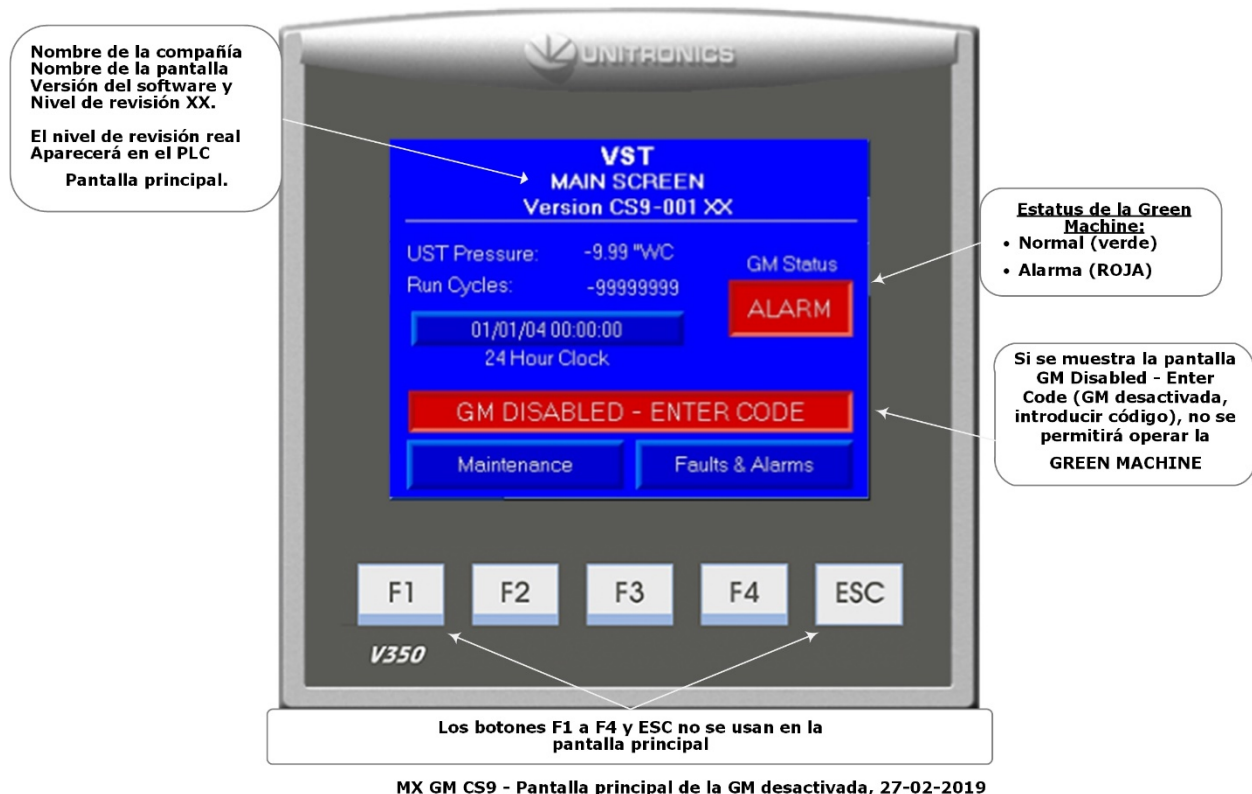 UNITRONICS
Nombre de la compañía
Nombre de la pantalla
Versión del software y
Nivel de revisión XX.
El nivel de revisión real
Aparecerá en el PLC
Pantalla principal.
VST
MAIN SCREEN
Version CS9-001 XX
UST Pressure: -9.99 "WC
Run Cycles: -99999999
GM Status
ALARM
01/01/04 00:00:00
24 Hour Clock
GM DISABLED - ENTER CODE
Maintenance
Faults & Alarms
Estatus de la Green
Machine:
• Normal (verde)
• Alarma (ROJA)
Si se muestra la pantalla
GM Disabled - Enter
Code (GM desactivada,
introducir código), no se
permitirá operar la
GREEN MACHINE
F1 F2 F3 F4 ESC
V350
Los botones F1 a F4 y ESC no se usan en la
pantalla principal
MX GM CS9 - Pantalla principal de la GM desactivada, 27-02-2019